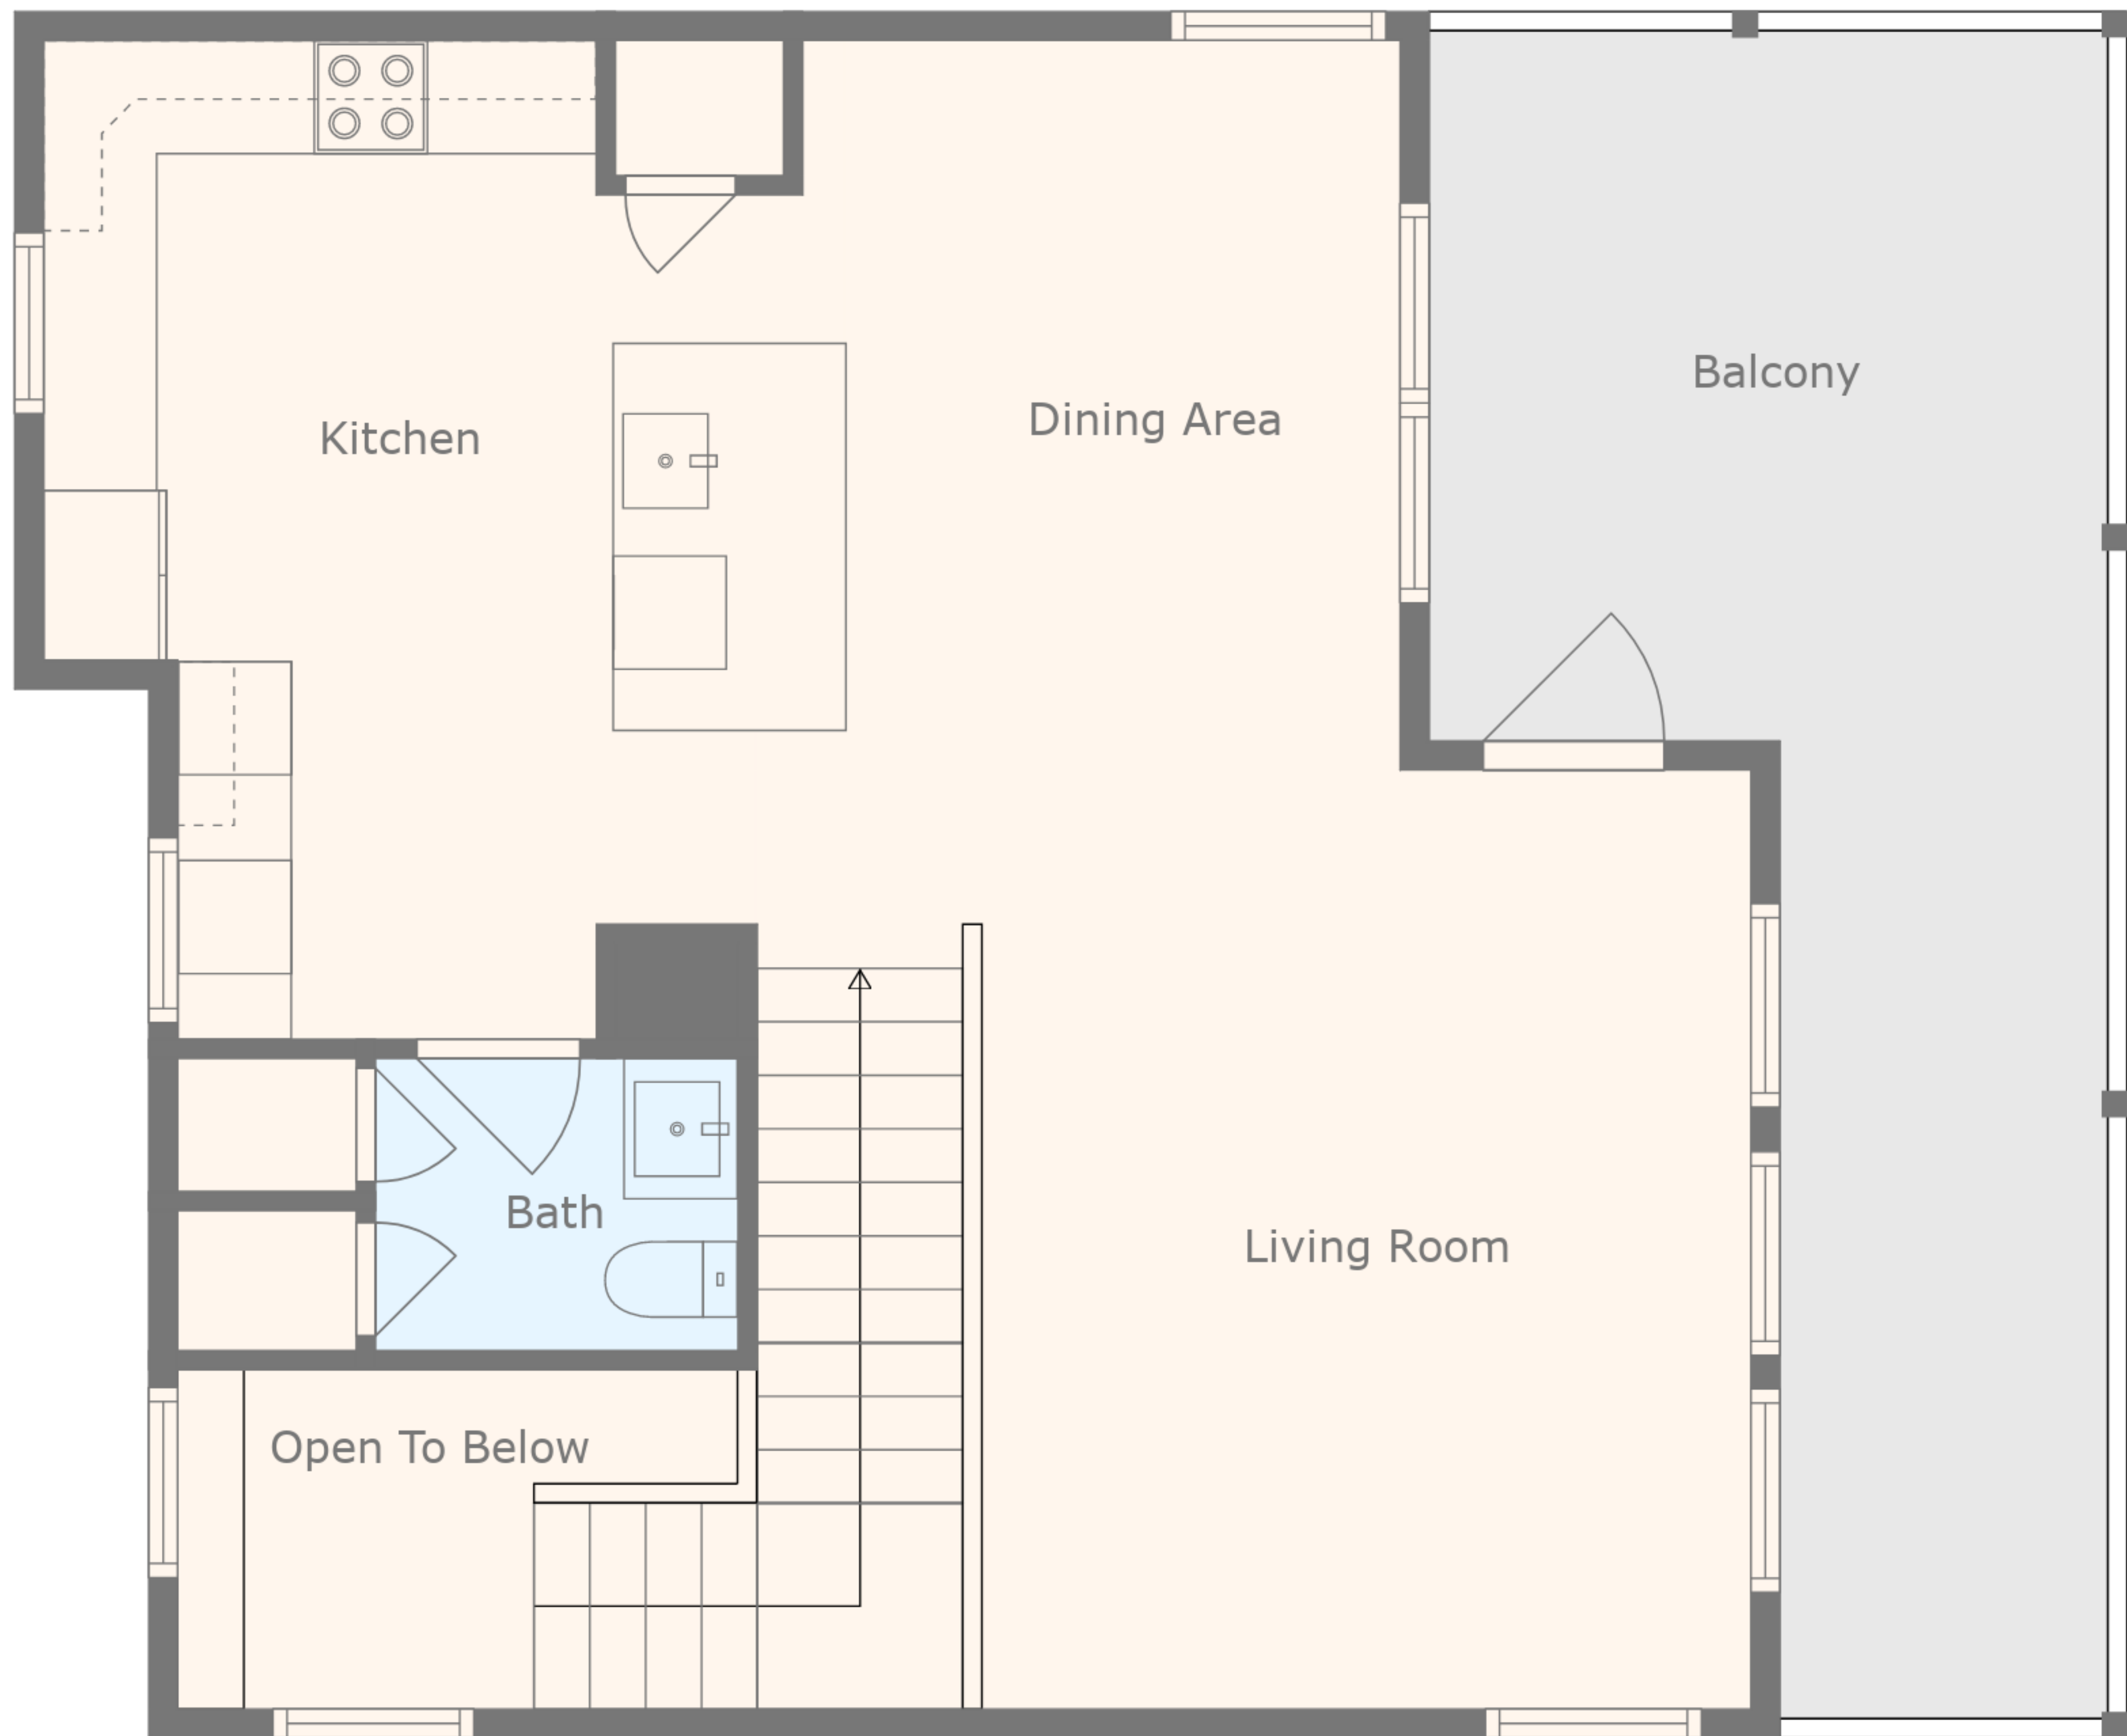 Balcony
Dining Area
Kitchen
Bath
Living Room
Open To Below